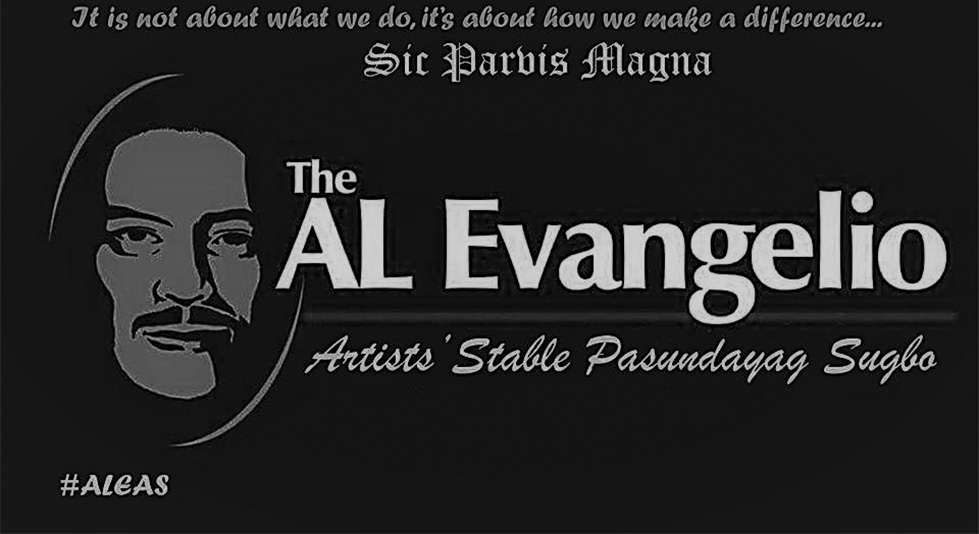 It is not about what we do, it's about how we make a difference...
Sic Parvis Magna
The
AL Evangelio
Artists' Stable Pasundayag Sugbo
#ALEAS